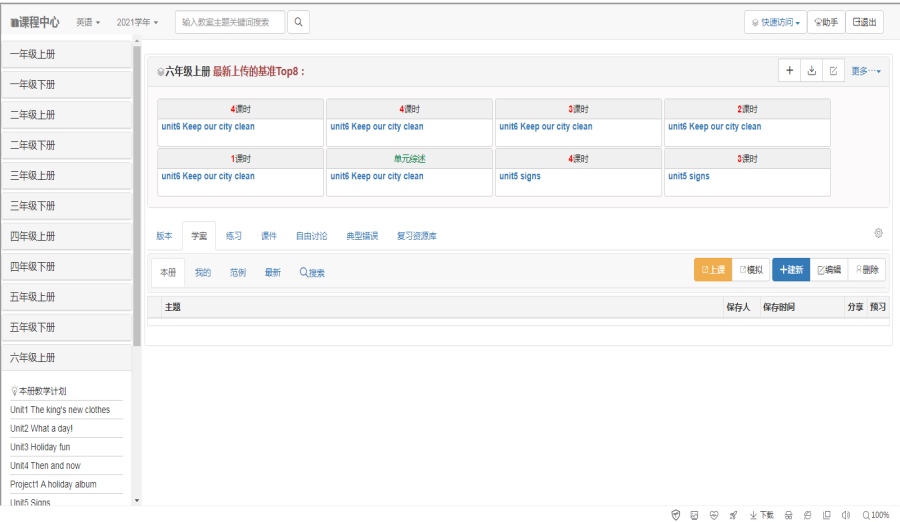 课程中心 英语 2021学年 输入教室主题关键词搜索 快速访问 助手 退出
一年级上册
一年级下册
二年级上册
二年级下册
三年级上册
三年级下册
四年级上册
四年级下册
五年级上册
五年级下册
六年级上册
本册教学计划
Unit1 The king's new clothes
Unit2 What a day!
Unit3 Holiday fun
Unit4 Then and now
Project1 A holiday album
Unit5 Signs
六年级上册 最新上传的基准Top8：
更多…
4课时 4课时 3课时 2课时
unit6 Keep our city clean unit6 Keep our city clean unit6 Keep our city clean unit6 Keep our city clean
1课时 单元综述 4课时 3课时
unit6 Keep our city clean unit6 Keep our city clean unit5 signs unit5 signs
版本 学案 练习 课件 自由讨论 典型错误 复习资源库
本册 我的 范例 最新 搜索 上课 模拟 建新 编辑 删除
主题 保存人 保存时间 分享 预习
下载 100%